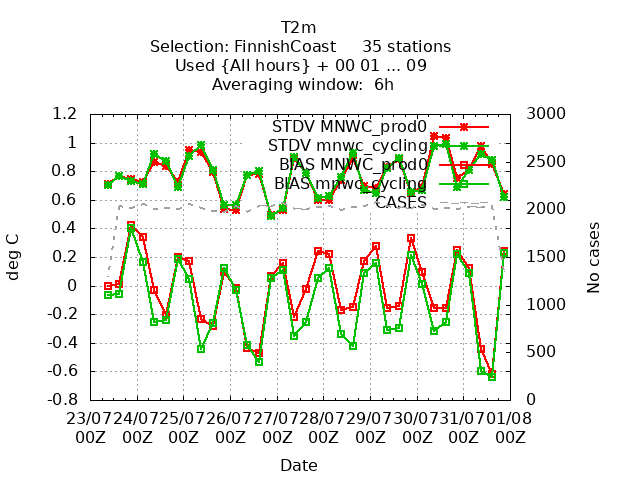 T2m
Selection: FinnishCoast     35 stations
Used {All hours} + 00 01 ... 09
Averaging window:  6h
STDV MNWC_prod0
STDV mnwc_cycling
BIAS MNWC_prod0
BIAS mnwc_cycling
CASES
1.2
1
0.8
0.6
0.4
0.2
0
-0.2
-0.4
-0.6
-0.8
deg C
3000
2500
2000
1500
1000
500
0
No cases
23/07 24/07 25/07 26/07 27/07 28/07 29/07 30/07 31/07 01/08
00Z 00Z 00Z 00Z 00Z 00Z 00Z 00Z 00Z 00Z
Date